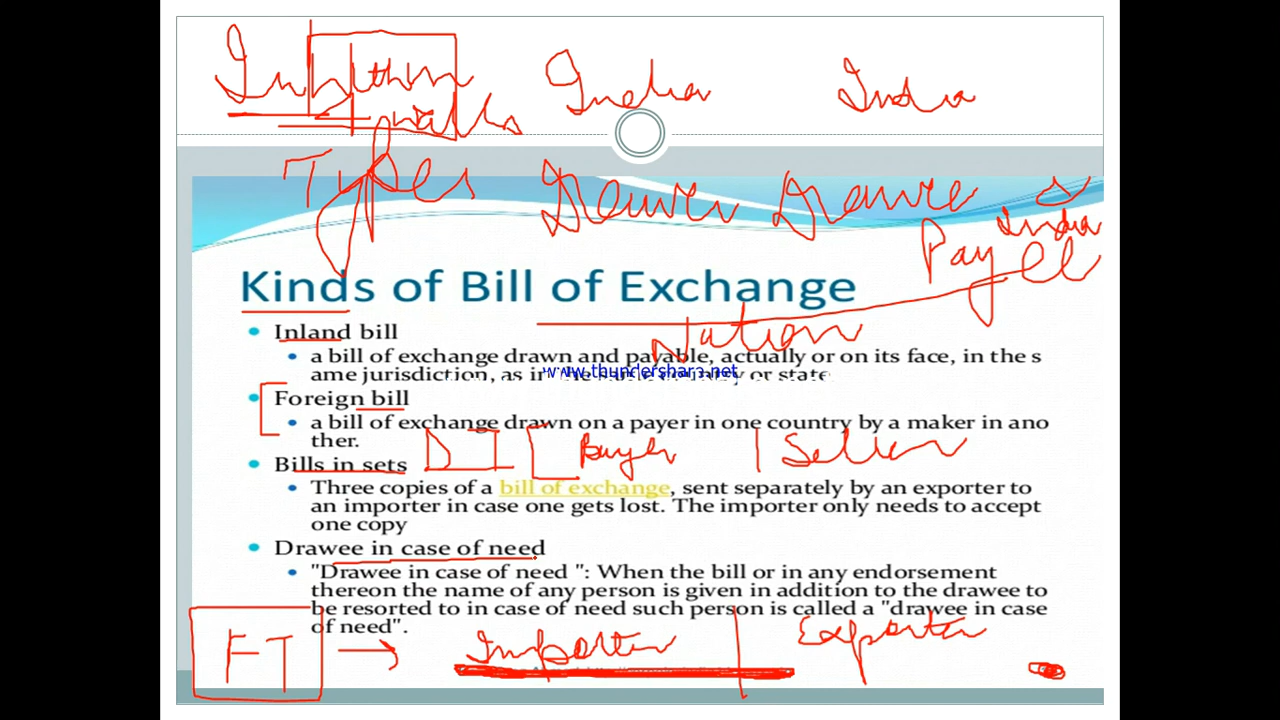 India India
Types Drawer Drawee
India
Payee
Kinds of Bill of Exchange
Nation
Inland bill
a bill of exchange drawn and payable, actually or on its face, in the s
ame jurisdiction, as in the same country or state
www.thundershare.net
Foreign bill
a bill of exchange drawn on a payer in one country by a maker in ano
ther.
Bills in sets
D I Buyer Seller
Three copies of a bill of exchange, sent separately by an exporter to
an importer in case one gets lost. The importer only needs to accept
one copy
Drawee in case of need
"Drawee in case of need ": When the bill or in any endorsement
thereon the name of any person is given in addition to the drawee to
be resorted to in case of need such person is called a "drawee in case
of need".
FT → Importer Exporter